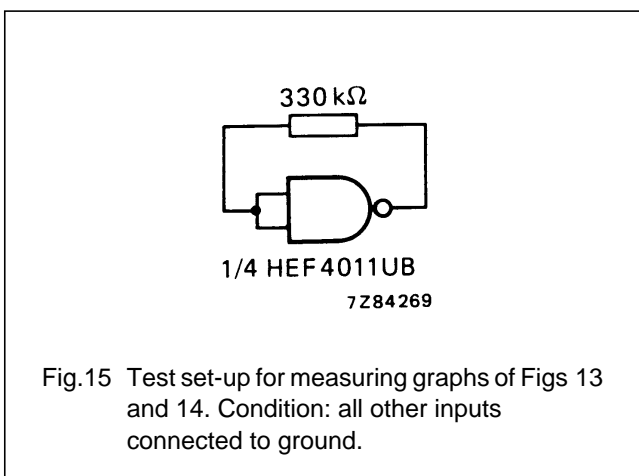 330 kΩ
1/4 HEF4011UB
7Z84269
Fig.15 Test set-up for measuring graphs of Figs 13
and 14. Condition: all other inputs
connected to ground.